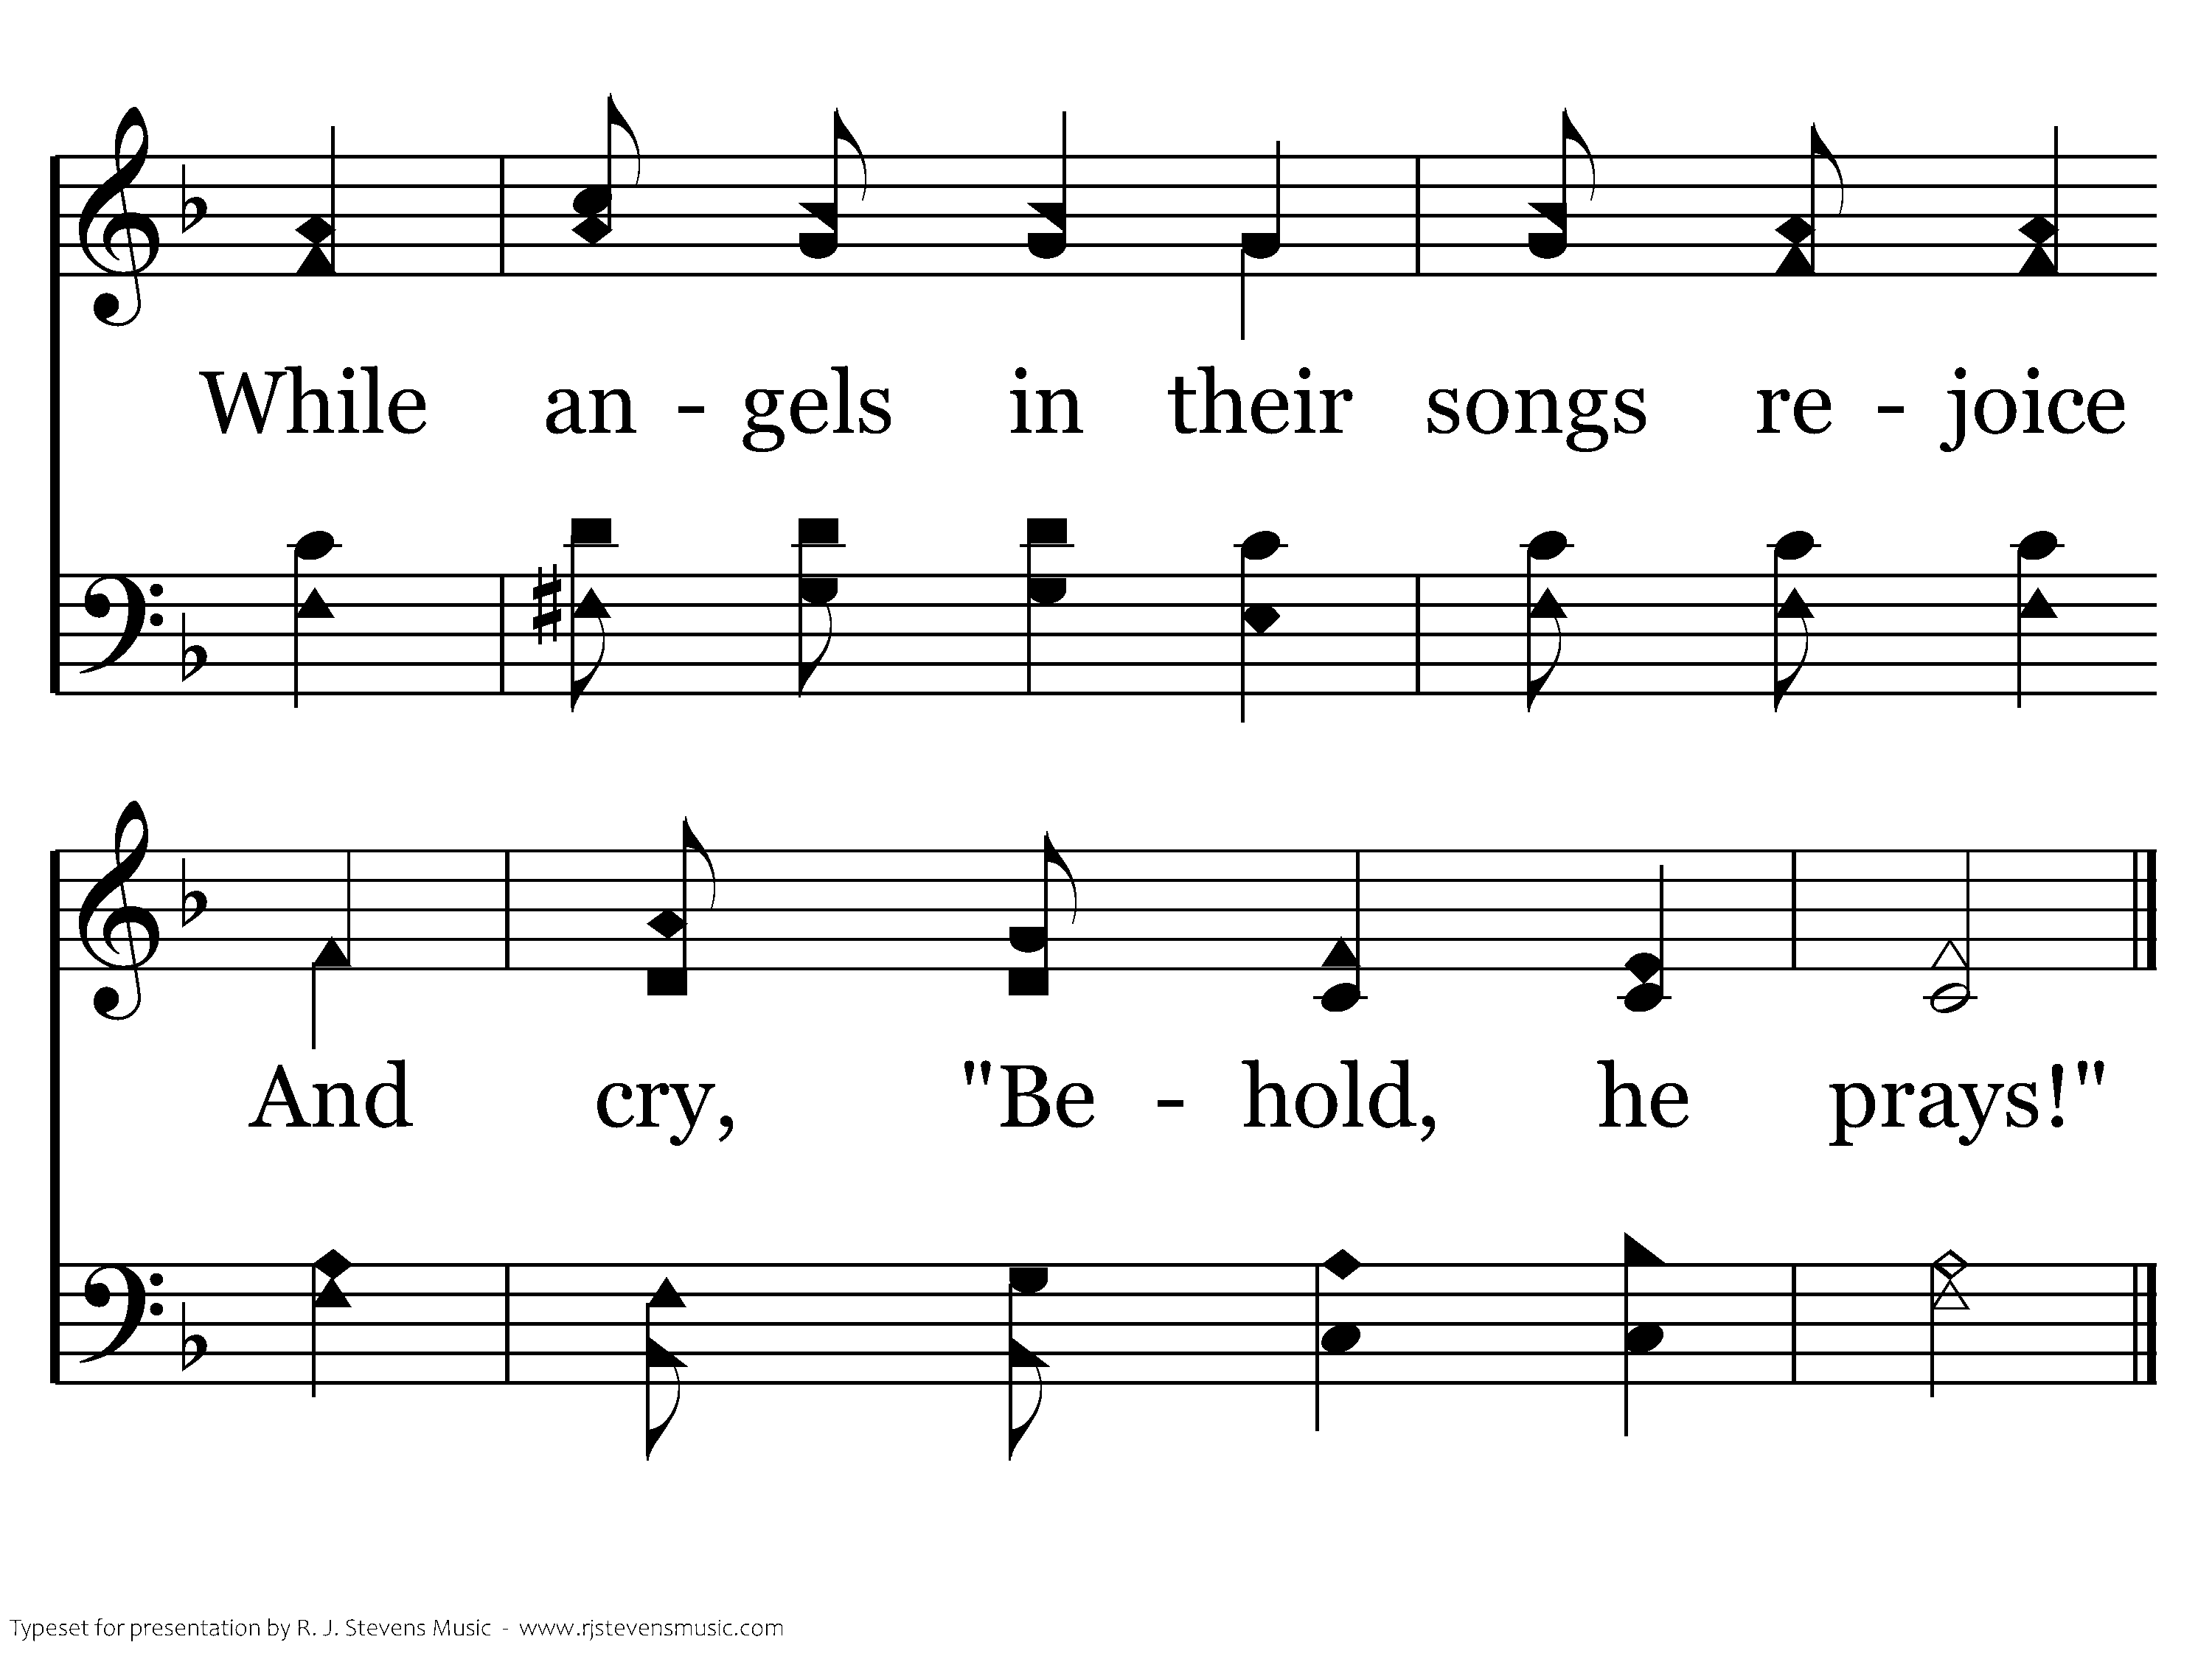 While an - gels in their songs re - joice
And cry, "Be - hold, he prays!"
Typeset for presentation by R. J. Stevens Music - www.rjstevensmusic.com